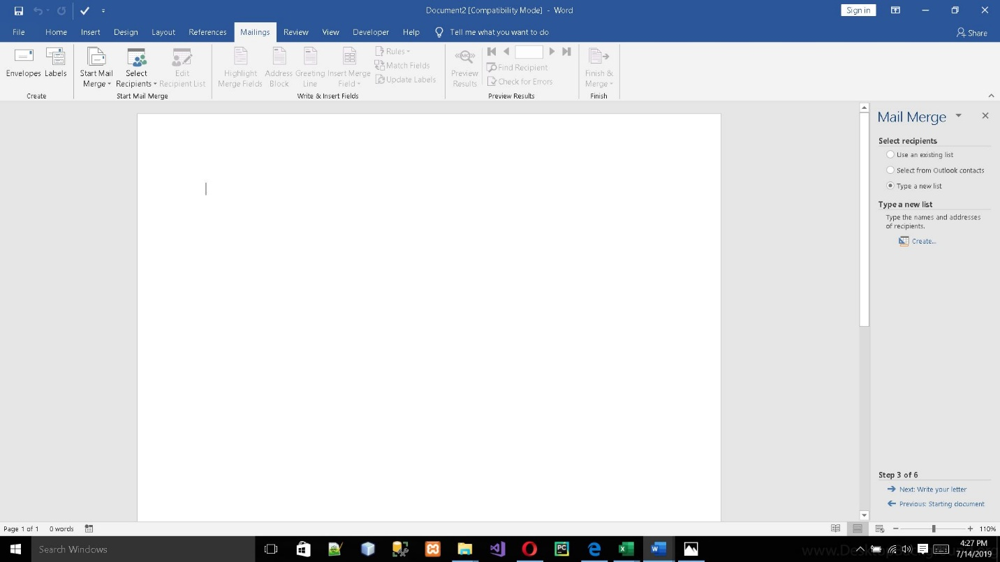 Document2 [Compatibility Mode] - Word
Sign in
File Home Insert Design Layout References Mailings Review View Developer Help Tell me what you want to do
Share
Envelopes Labels
Create
Start Mail Merge
Select Recipients
Edit Recipient List
Start Mail Merge
Highlight Merge Fields
Address Block
Greeting Line
Insert Merge Field
Rules
Match Fields
Update Labels
Write & Insert Fields
ABC
Preview Results
Find Recipient
Check for Errors
Preview Results
Finish & Merge
Finish
Mail Merge
Select recipients
Use an existing list
Select from Outlook contacts
Type a new list
Type a new list
Type the names and addresses
of recipients.
Create...
Step 3 of 6
Next: Write your letter
Previous: Starting document
Page 1 of 1 0 words
110%
Search Windows
PC
4:27 PM
7/14/2019